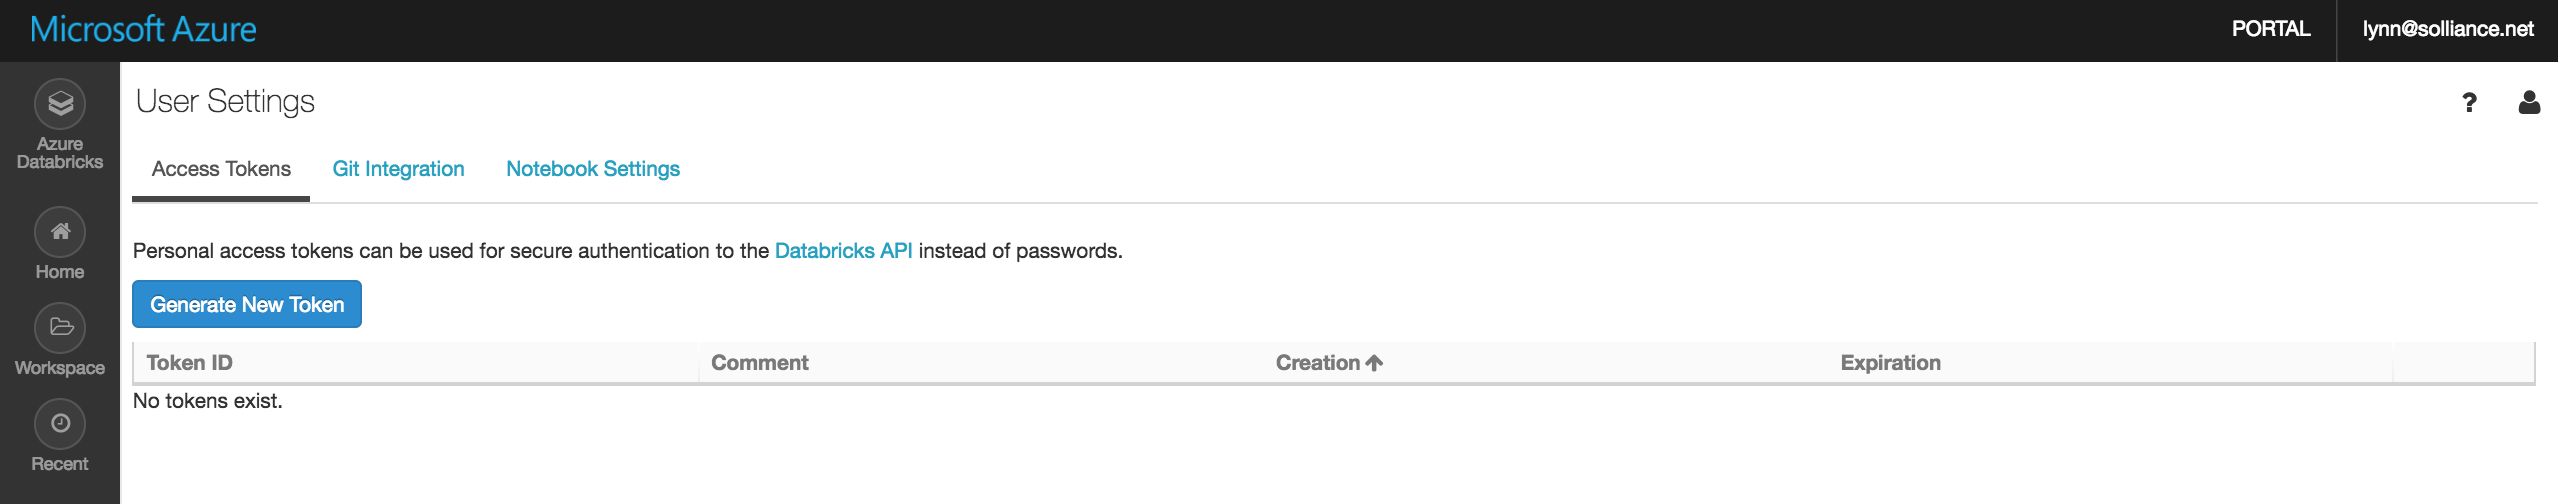 Microsoft Azure
PORTAL
lynn@solliance.net
Azure
Databricks
Home
Workspace
Recent
User Settings
?
Access Tokens
Git Integration
Notebook Settings
Personal access tokens can be used for secure authentication to the Databricks API instead of passwords.
Generate New Token
Token ID
Comment
Creation
Expiration
No tokens exist.